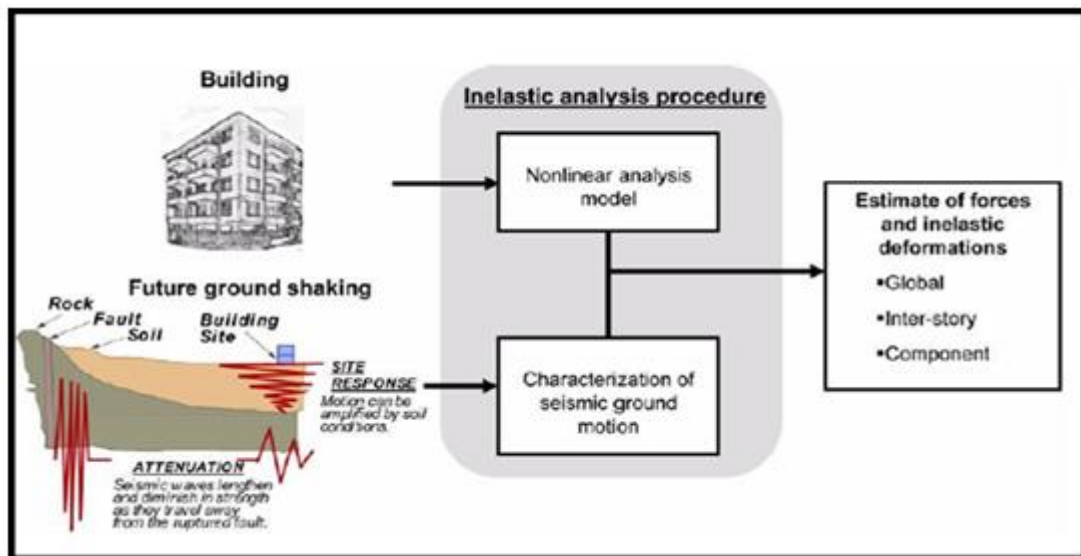 Building
Inelastic analysis procedure
Nonlinear analysis
model
Estimate of forces
and inelastic
deformations
▪Global
▪Inter-story
▪Component
Future ground shaking
Rock
Fault
Soil
Building
Site
SITE
RESPONSE
Motion can be
amplified by soil
conditions.
Characterization of
seismic ground
motion
ATTENUATION
Seismic waves lengthen
and diminish in strength
as they travel away
from the ruptured fault.